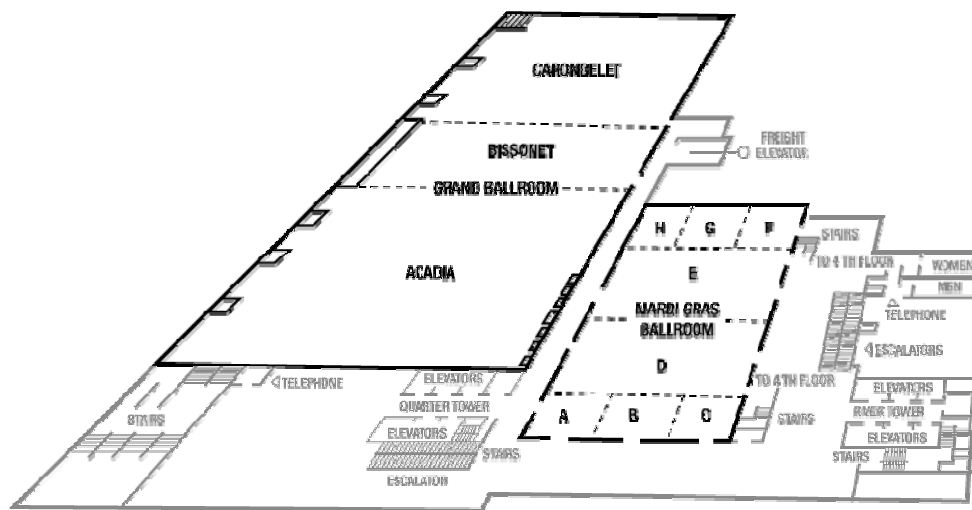 CARONDELET
BISSONET
GRAND BALLROOM
ACADIA
FREIGHT
ELEVATOR
H
G
F
STAIRS
TO 4 TH FLOOR
WOMEN
MEN
E
MARDI GRAS
BALLROOM
TELEPHONE
ESCALATORS
D
TO 4 TH FLOOR
TELEPHONE
ELEVATORS
ELEVATORS
QUARTER TOWER
RIVER TOWER
STAIRS
A
B
C
STAIRS
ELEVATORS
ELEVATORS
STAIRS
STAIRS
ESCALATOR